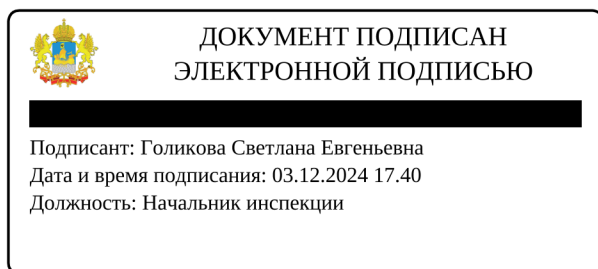 ДОКУМЕНТ ПОДПИСАН
ЭЛЕКТРОННОЙ ПОДПИСЬЮ
Подписант: Голикова Светлана Евгеньевна
Дата и время подписания: 03.12.2024 17.40
Должность: Начальник инспекции